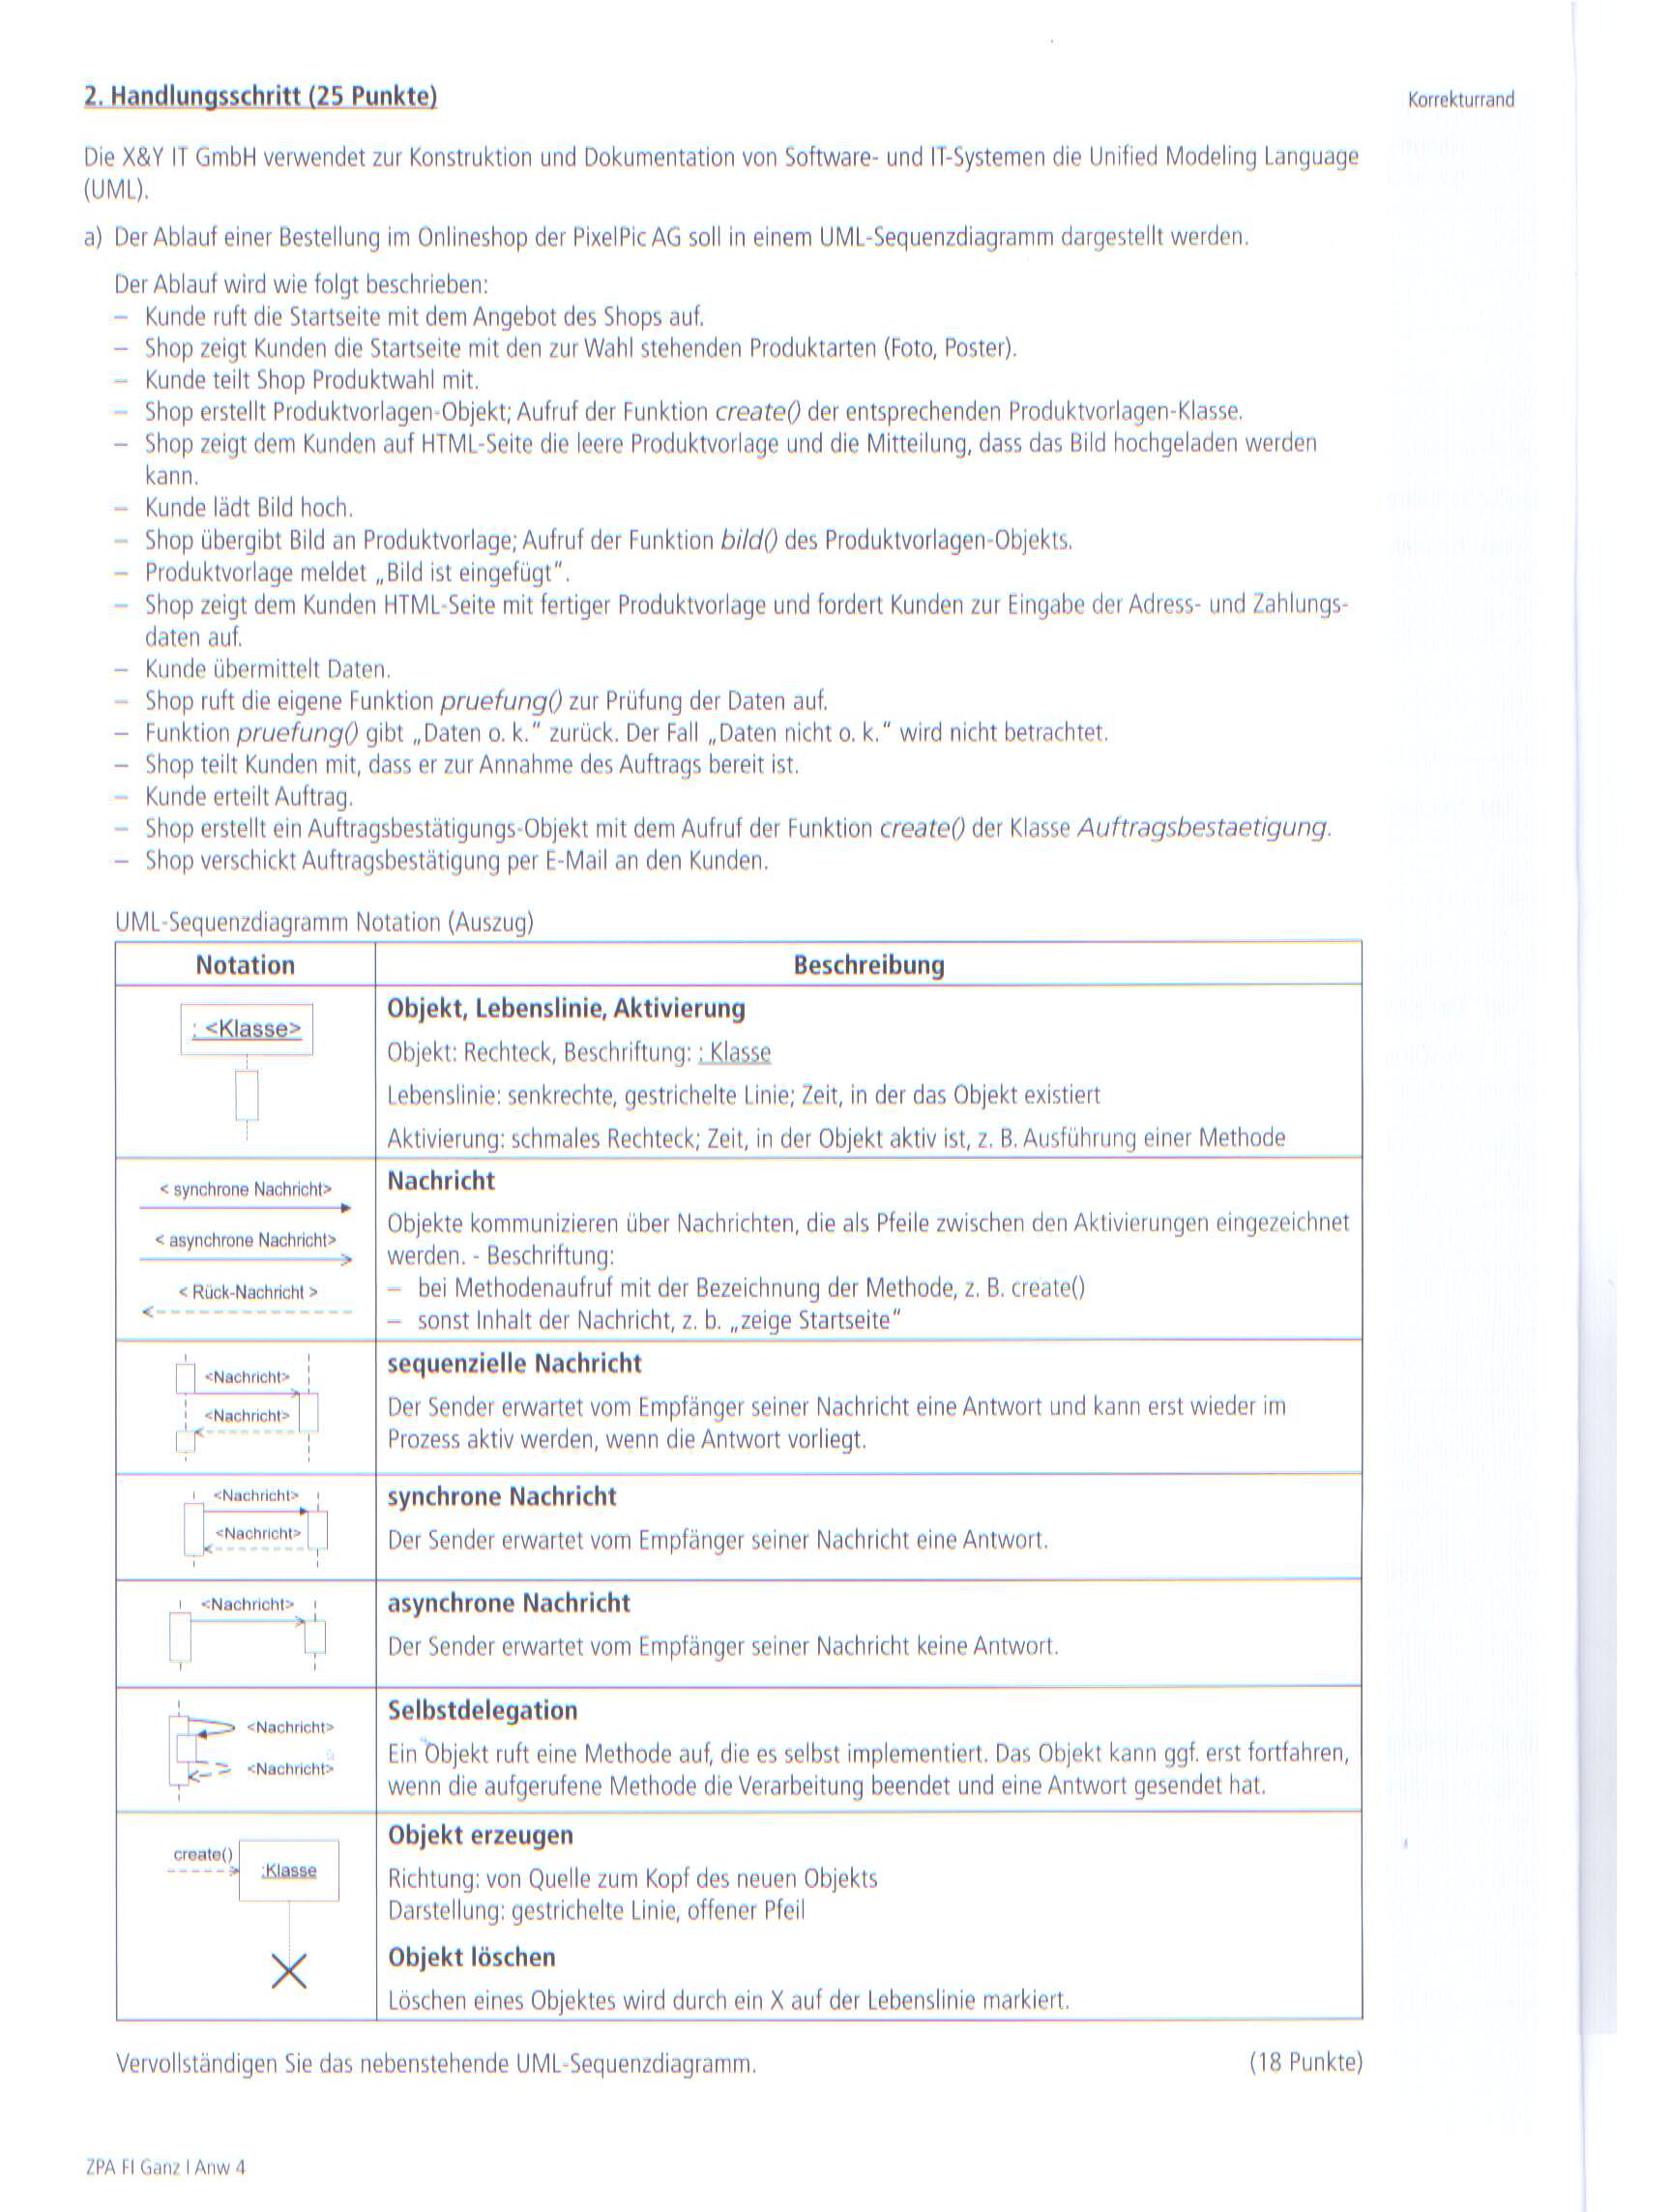 2. Handlungsschritt (25 Punkte)
Korrekturrand
Die X&Y IT GmbH verwendet zur Konstruktion und Dokumentation von Software- und IT-Systemen die Unified Modeling Language
(UML).
a) Der Ablauf einer Bestellung im Onlineshop der PixelPic AG soll in einem UML-Sequenzdiagramm dargestellt werden.
Der Ablauf wird wie folgt beschrieben:
– Kunde ruft die Startseite mit dem Angebot des Shops auf.
– Shop zeigt Kunden die Startseite mit den zur Wahl stehenden Produktarten (Foto, Poster).
– Kunde teilt Shop Produktwahl mit.
– Shop erstellt Produktvorlagen-Objekt; Aufruf der Funktion create() der entsprechenden Produktvorlagen-Klasse.
– Shop zeigt dem Kunden auf HTML-Seite die leere Produktvorlage und die Mitteilung, dass das Bild hochgeladen werden
kann.
– Kunde lädt Bild hoch.
– Shop übergibt Bild an Produktvorlage; Aufruf der Funktion bild() des Produktvorlagen-Objekts.
– Produktvorlage meldet „Bild ist eingefügt“.
– Shop zeigt dem Kunden HTML-Seite mit fertiger Produktvorlage und fordert Kunden zur Eingabe der Adress- und Zahlungs-
daten auf.
– Kunde übermittelt Daten.
– Shop ruft die eigene Funktion pruefung() zur Prüfung der Daten auf.
– Funktion pruefung() gibt „Daten o. k.“ zurück. Der Fall „Daten nicht o. k.“ wird nicht betrachtet.
– Shop teilt Kunden mit, dass er zur Annahme des Auftrags bereit ist.
– Kunde erteilt Auftrag.
– Shop erstellt ein Auftragsbestätigungs-Objekt mit dem Aufruf der Funktion create() der Klasse Auftragsbestaetigung.
– Shop verschickt Auftragsbestätigung per E-Mail an den Kunden.
UML-Sequenzdiagramm Notation (Auszug)
Notation
Beschreibung
: <Klasse>
Objekt, Lebenslinie, Aktivierung
Objekt: Rechteck, Beschriftung: : Klasse
Lebenslinie: senkrechte, gestrichelte Linie; Zeit, in der das Objekt existiert
Aktivierung: schmales Rechteck; Zeit, in der Objekt aktiv ist, z. B. Ausführung einer Methode
< synchrone Nachricht>
< asynchrone Nachricht>
< Rück-Nachricht >
Nachricht
Objekte kommunizieren über Nachrichten, die als Pfeile zwischen den Aktivierungen eingezeichnet
werden. - Beschriftung:
– bei Methodenaufruf mit der Bezeichnung der Methode, z. B. create()
– sonst Inhalt der Nachricht, z. b. „zeige Startseite“
<Nachricht>
<Nachricht>
sequenzielle Nachricht
Der Sender erwartet vom Empfänger seiner Nachricht eine Antwort und kann erst wieder im
Prozess aktiv werden, wenn die Antwort vorliegt.
<Nachricht>
<Nachricht>
synchrone Nachricht
Der Sender erwartet vom Empfänger seiner Nachricht eine Antwort.
<Nachricht>
asynchrone Nachricht
Der Sender erwartet vom Empfänger seiner Nachricht keine Antwort.
<Nachricht>
<Nachricht>
Selbstdelegation
Ein Objekt ruft eine Methode auf, die es selbst implementiert. Das Objekt kann ggf. erst fortfahren,
wenn die aufgerufene Methode die Verarbeitung beendet und eine Antwort gesendet hat.
create()
:Klasse
Objekt erzeugen
Richtung: von Quelle zum Kopf des neuen Objekts
Darstellung: gestrichelte Linie, offener Pfeil
Objekt löschen
Löschen eines Objektes wird durch ein X auf der Lebenslinie markiert.
Vervollständigen Sie das nebenstehende UML-Sequenzdiagramm.
(18 Punkte)
ZPA FI Ganz I Anw 4